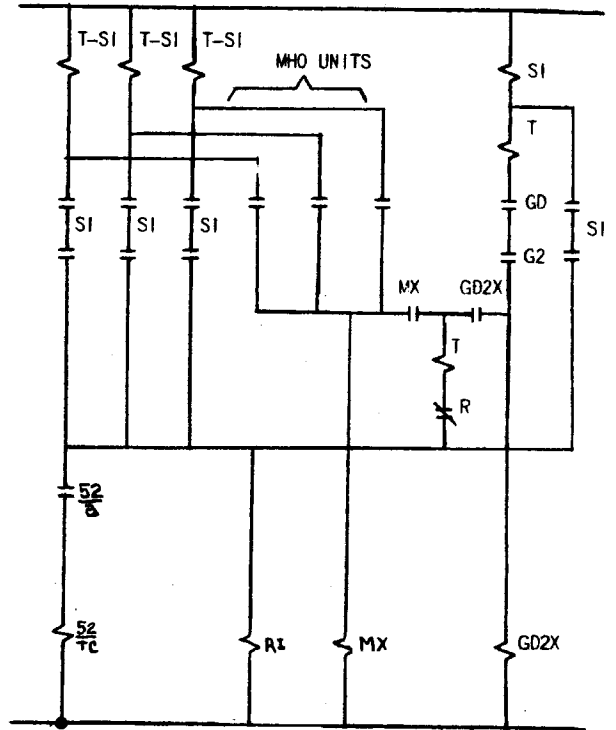 T-SI T-SI T-SI
MHO UNITS
SI
T
GD
SI SI SI
SI
G2
MX GD2X
T
R
52
a
52
TC
RI
MX
GD2X